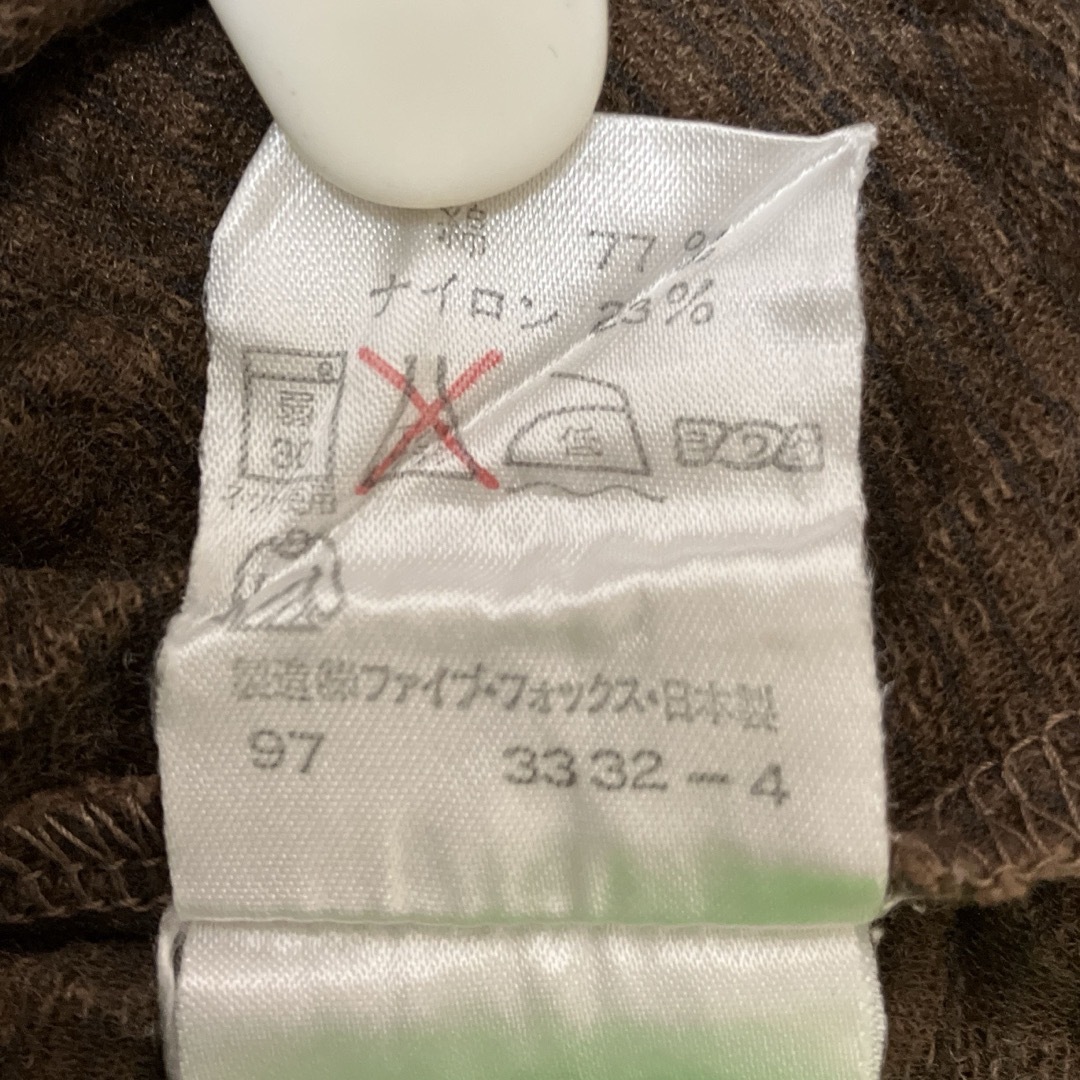 綿 77%
ナイロン 23%
弱 30
ネット使用
低
製造㈱ファイブ・フォックス・日本製
97 3332-4